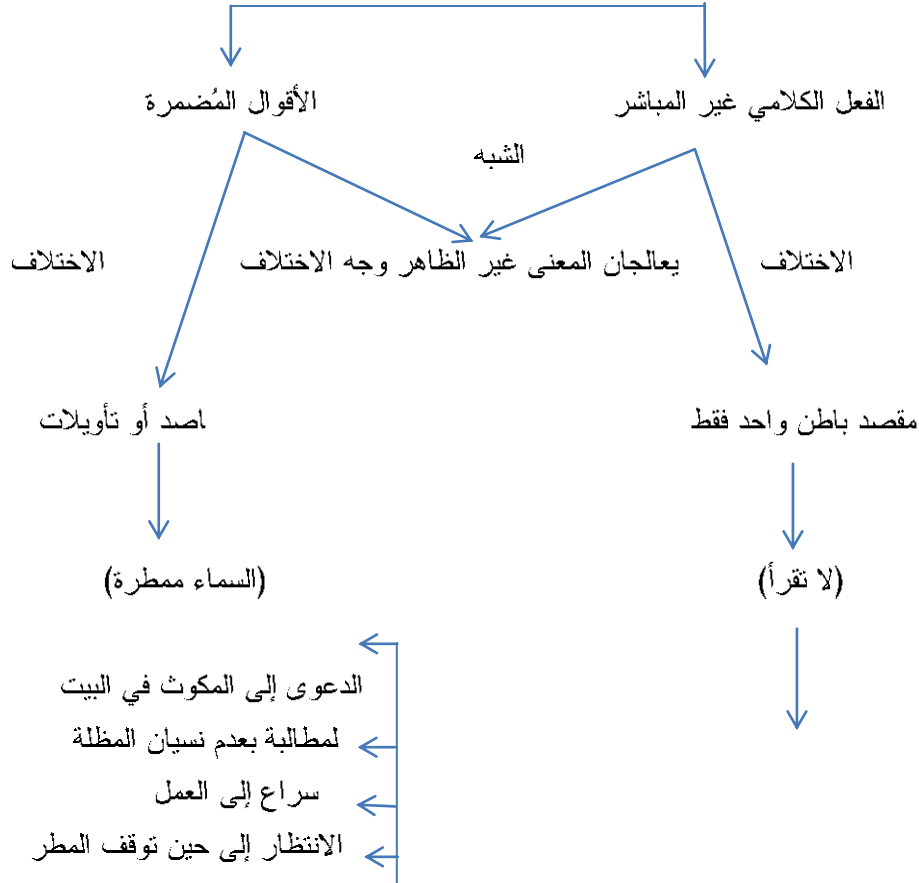 الفعل الكلامي غير المباشر
الأقوال المُضمرة
الشبه
الاختلاف
يعالجان المعنى غير الظاهر وجه الاختلاف
الاختلاف
مقصد باطن واحد فقط
اصد أو تأويلات
(لا تقرأ)
(السماء ممطرة)
الدعوى إلى المكوث في البيت
لمطالبة بعدم نسيان المظلة
سراع إلى العمل
الانتظار إلى حين توقف المطر